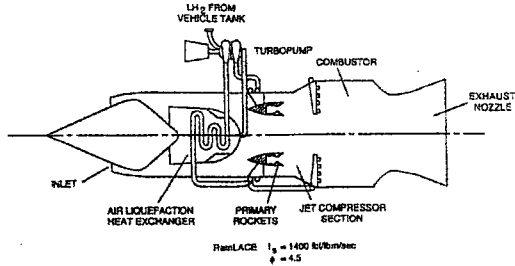 LH2 FROM
VEHICLE TANK
TURBOPUMP
COMBUSTOR
EXHAUST
NOZZLE
INLET
AIR LIQUEFACTION
HEAT EXCHANGER
PRIMARY
ROCKETS
JET COMPRESSOR
SECTION
RamLACE Is = 1400 lbf/lbm/sec
ϕ = 4.5